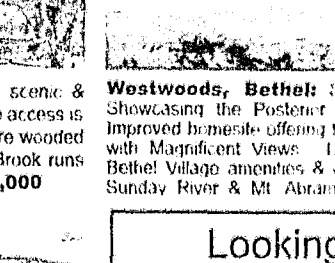 scenic &
access is
wooded
Brook runs
,000
Westwoods, Bethel:
Showcasing the Posterior
Improved homesite offering
with Magnificent Views
Bethel Village amenities &
Sunday River & Mt Abram
Looking